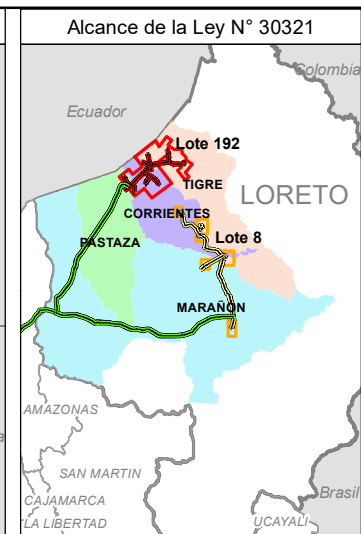 Alcance de la Ley N° 30321
Colombia
Ecuador
Lote 192
TIGRE
LORETO
CORRIENTES
Lote 8
PASTAZA
MARAÑÓN
AMAZONAS
SAN MARTIN
CAJAMARCA
Brasil
LA LIBERTAD
UCAYALI